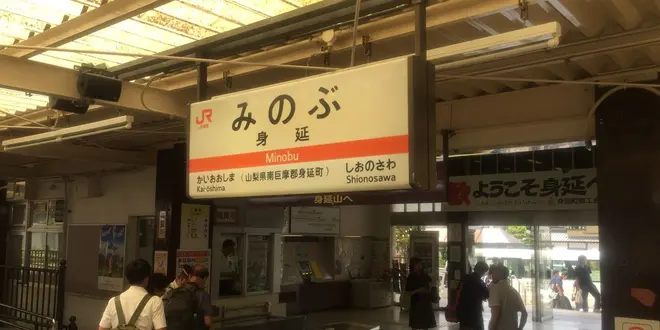 JR
みのぶ
身延
Minobu
かいおおしま
Kai-ōshima
(山梨県南巨摩郡身延町)
しおのさわ
Shionosawa
身延山へ
歓 ようこそ身延へ